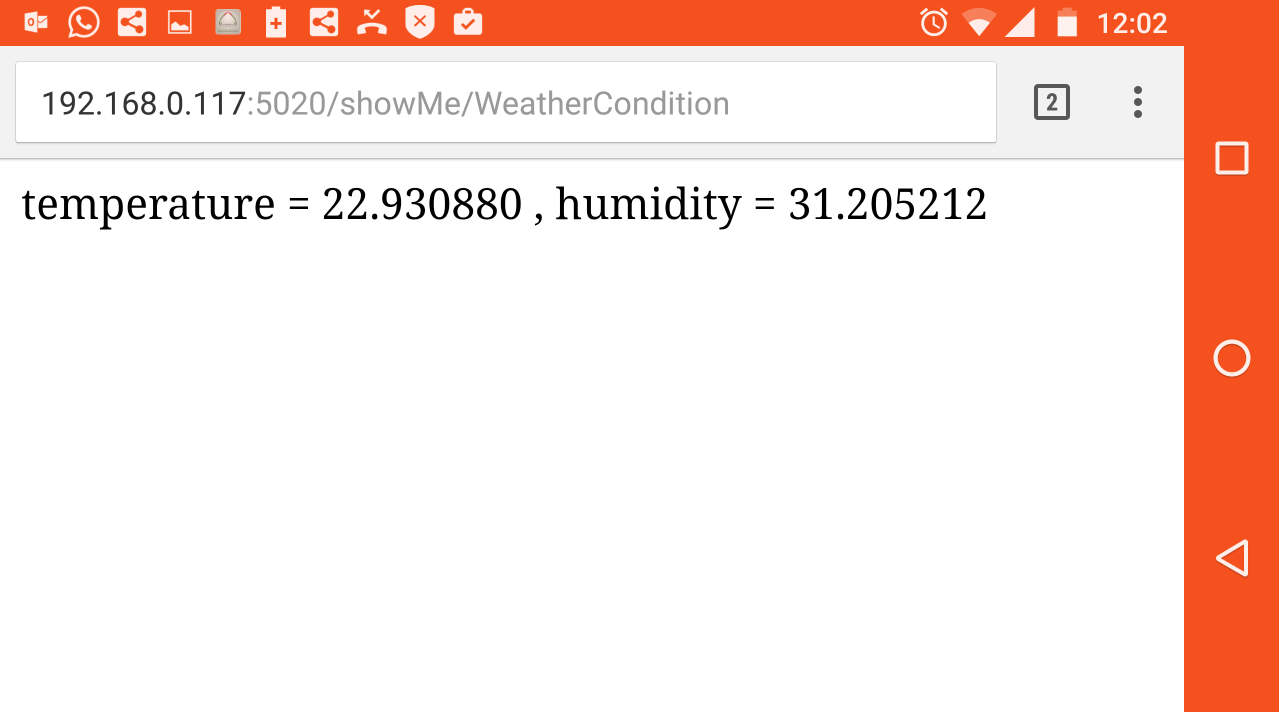 12:02
192.168.0.117:5020/showMe/WeatherCondition
2
temperature = 22.930880 , humidity = 31.205212